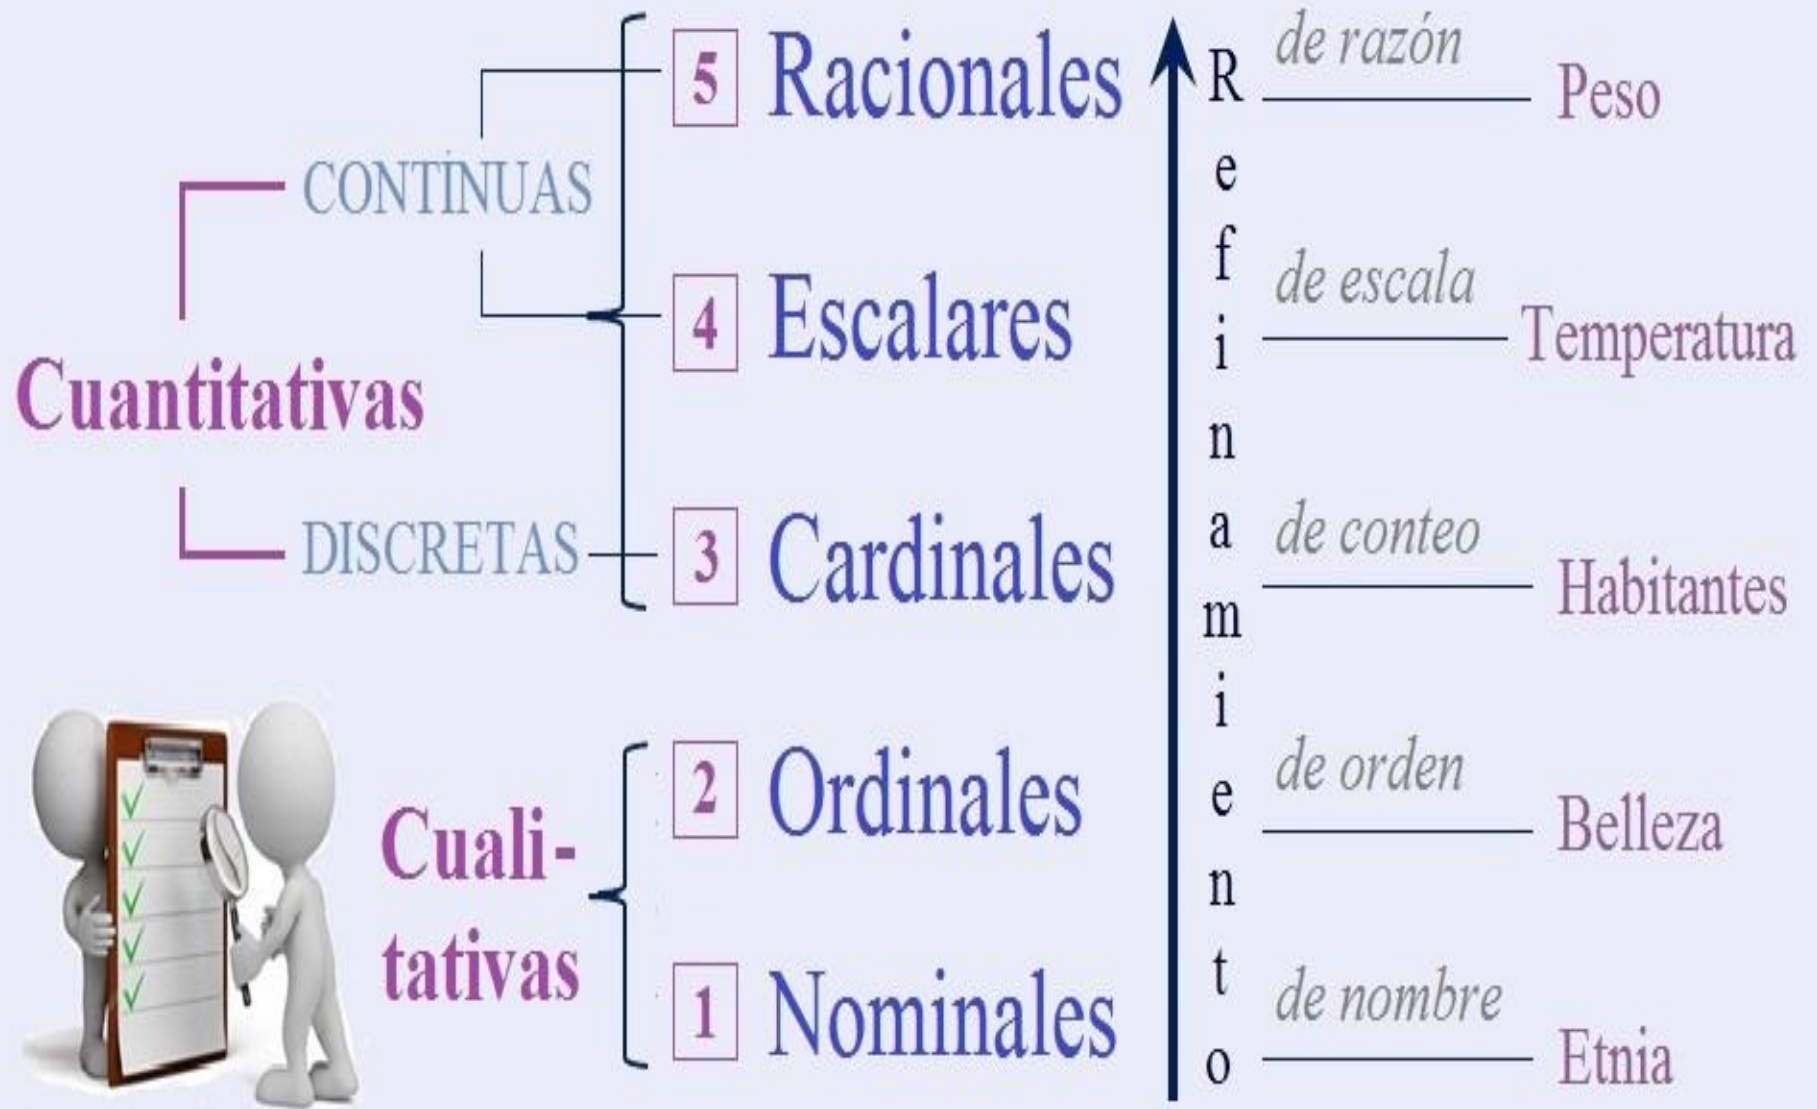 5 Racionales
de razón
Peso
CONTÍNUAS
4 Escalares
de escala
Temperatura
Cuantitativas
DISCRETAS
3 Cardinales
de conteo
Habitantes
Cuali-
tativas
2 Ordinales
de orden
Belleza
1 Nominales
de nombre
Etnia
Refinamiento